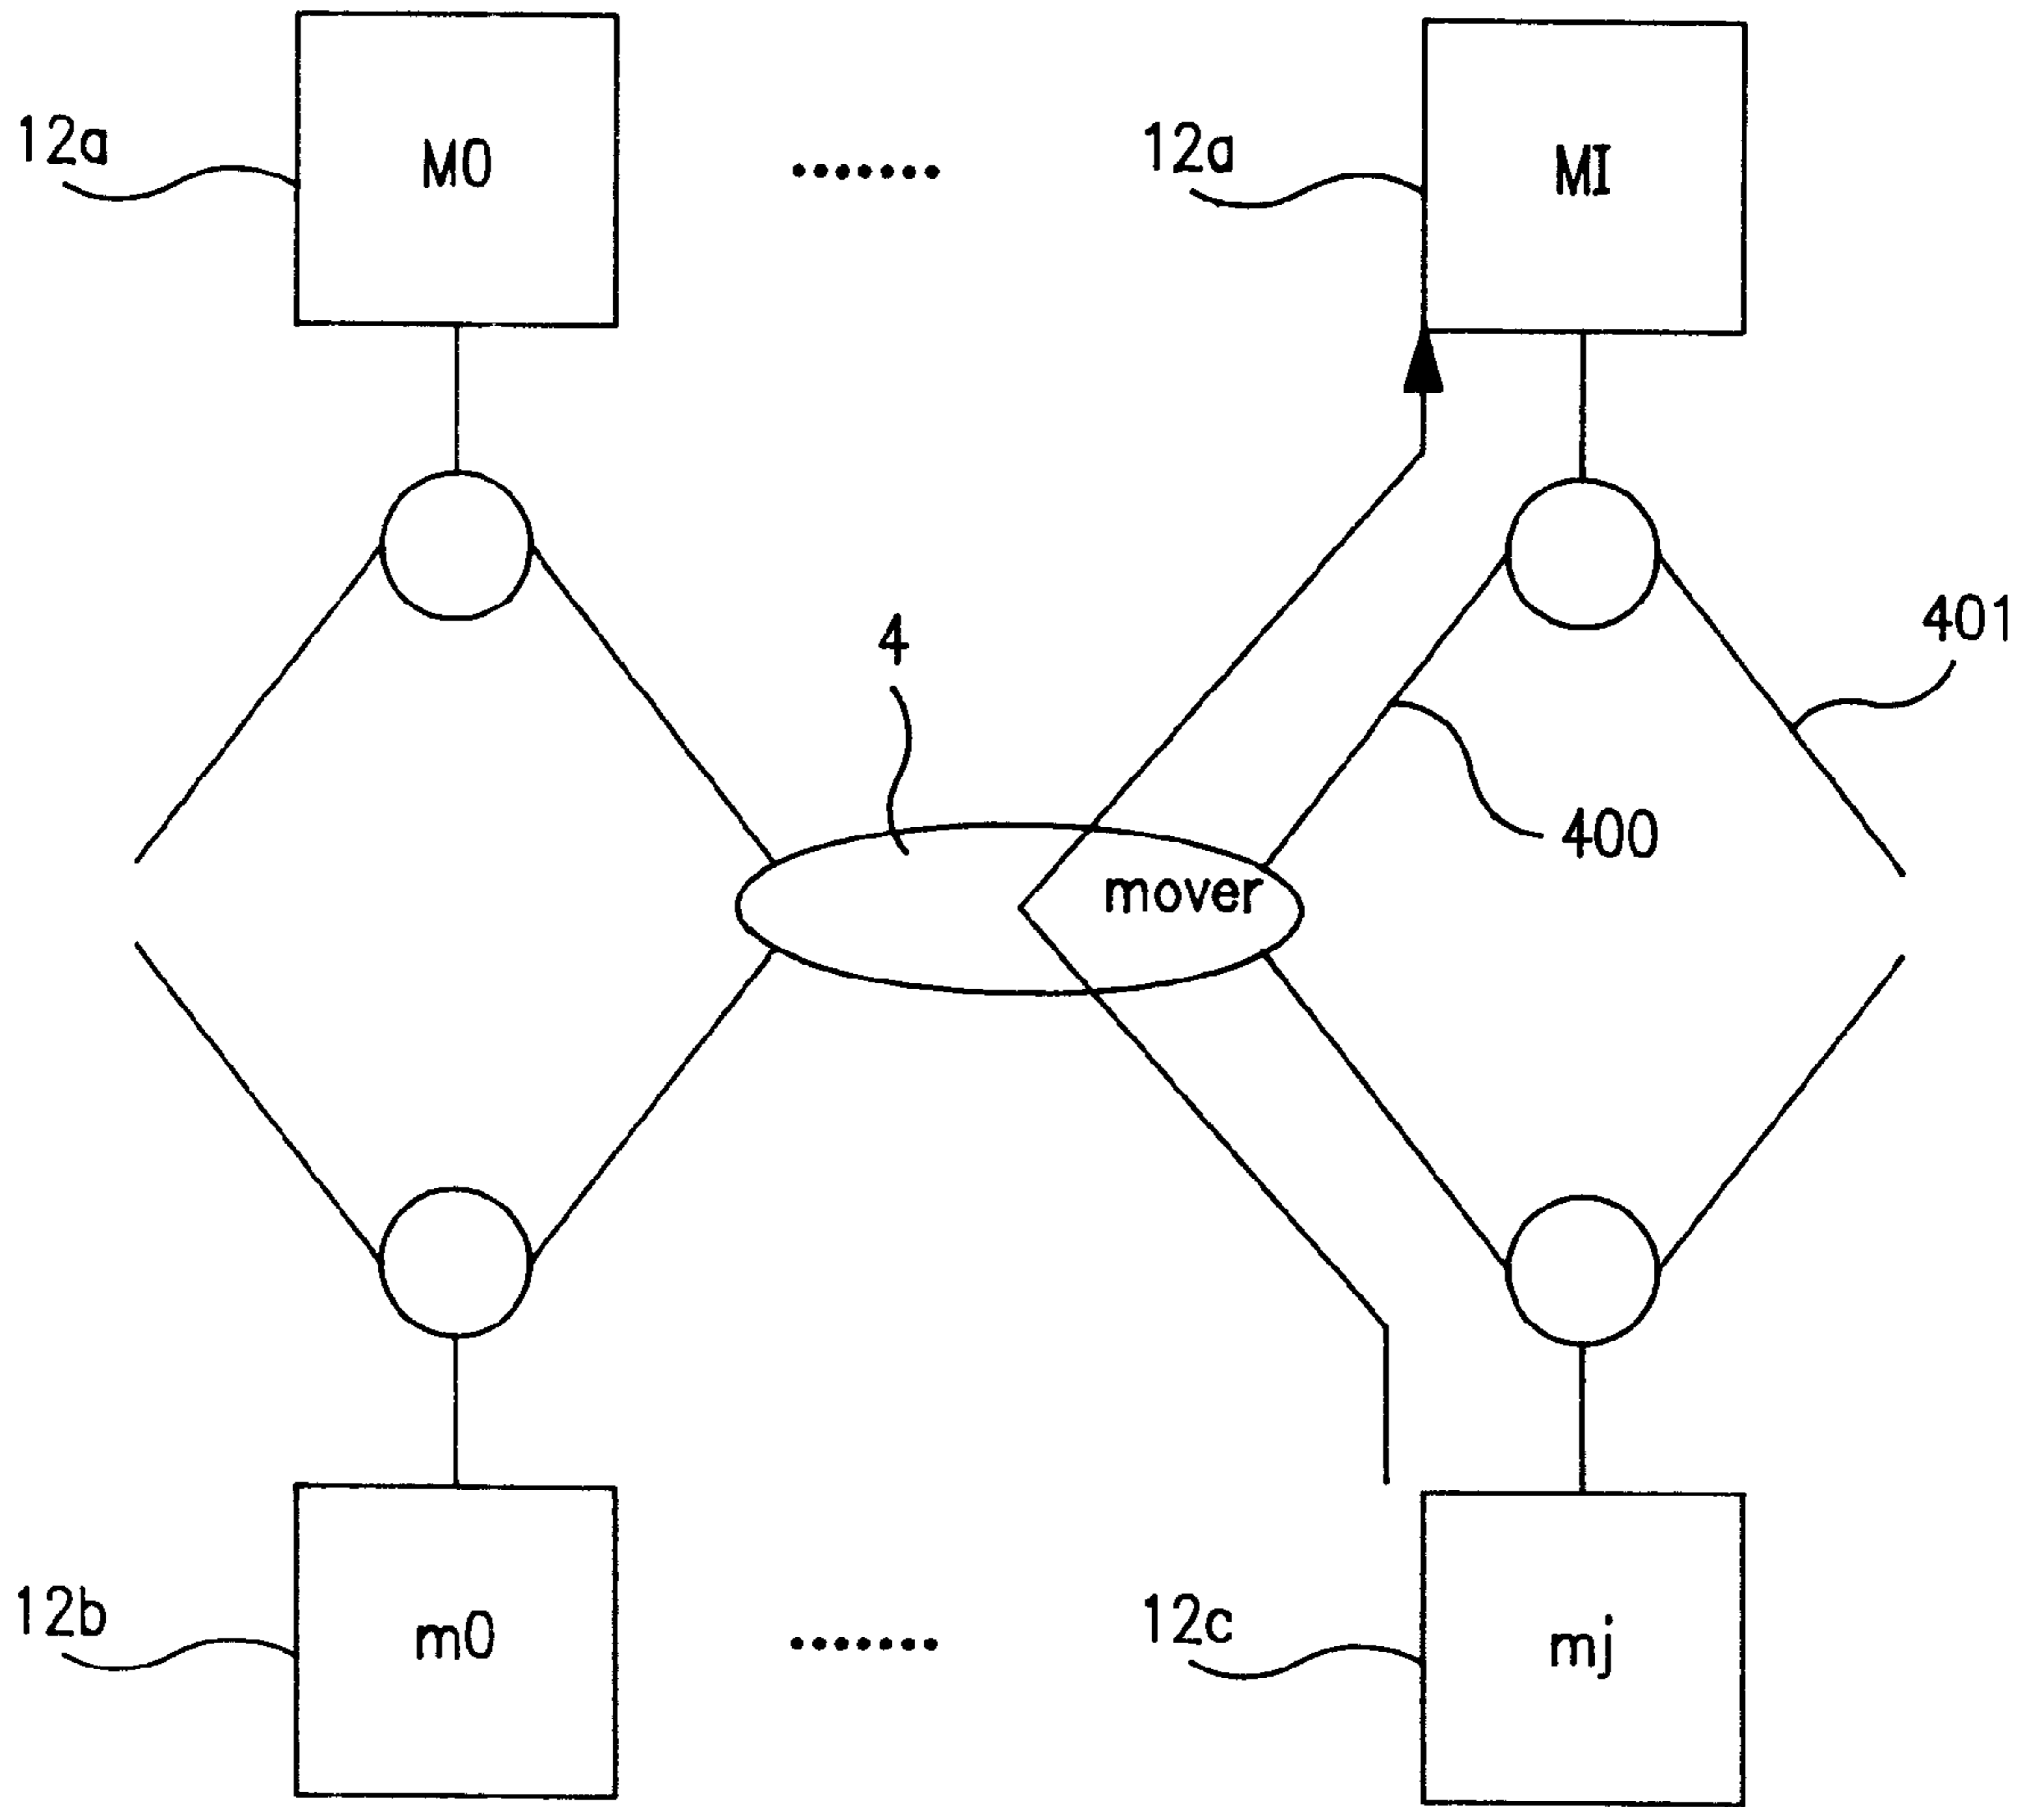 12a
M0
.......
12a
MI
401
4
400
mover
12b
m0
.......
12c
mj